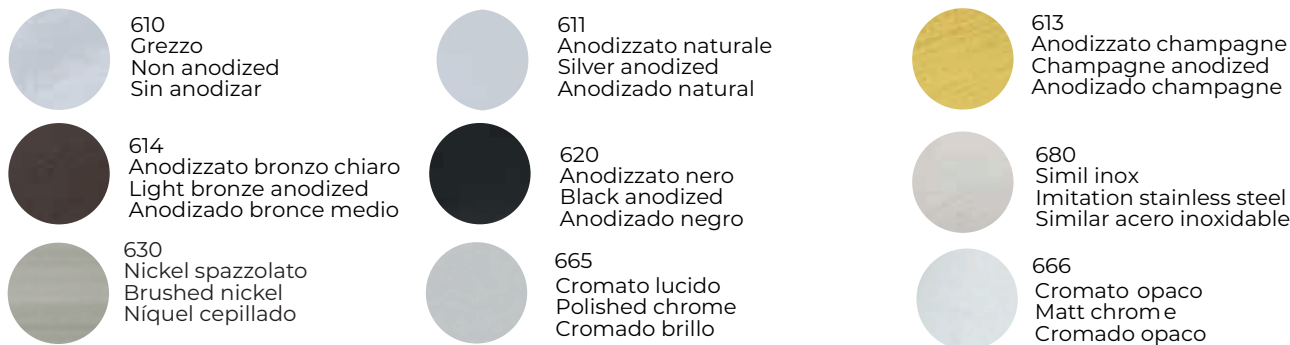 610
Grezzo
Non anodized
Sin anodizar
611
Anodizzato naturale
Silver anodized
Anodizado natural
613
Anodizzato champagne
Champagne anodized
Anodizado champagne
614
Anodizzato bronzo chiaro
Light bronze anodized
Anodizado bronce medio
620
Anodizzato nero
Black anodized
Anodizado negro
680
Simil inox
Imitation stainless steel
Similar acero inoxidable
630
Nickel spazzolato
Brushed nickel
Níquel cepillado
665
Cromato lucido
Polished chrome
Cromado brillo
666
Cromato opaco
Matt chrome
Cromado opaco